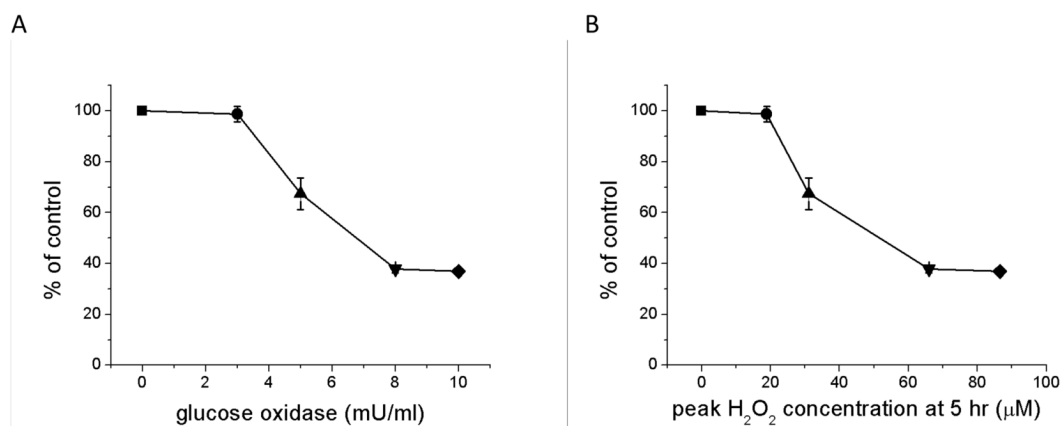 A
% of control
100
80
60
40
20
0
0 2 4 6 8 10
glucose oxidase (mU/ml)
B
% of control
100
80
60
40
20
0
0 20 40 60 80 100
peak H₂O₂ concentration at 5 hr (μM)